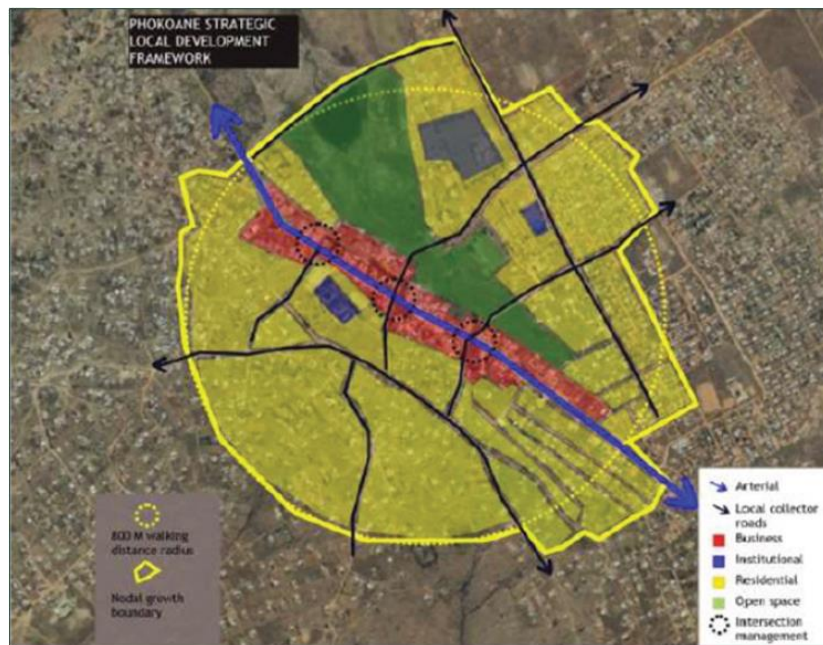 PHOKOANE STRATEGIC
LOCAL DEVELOPMENT
FRAMEWORK
800 M walking
distance radius
Nodal growth
boundary
Arterial
Local collector
roads
Business
Institutional
Residential
Open space
Intersection
management